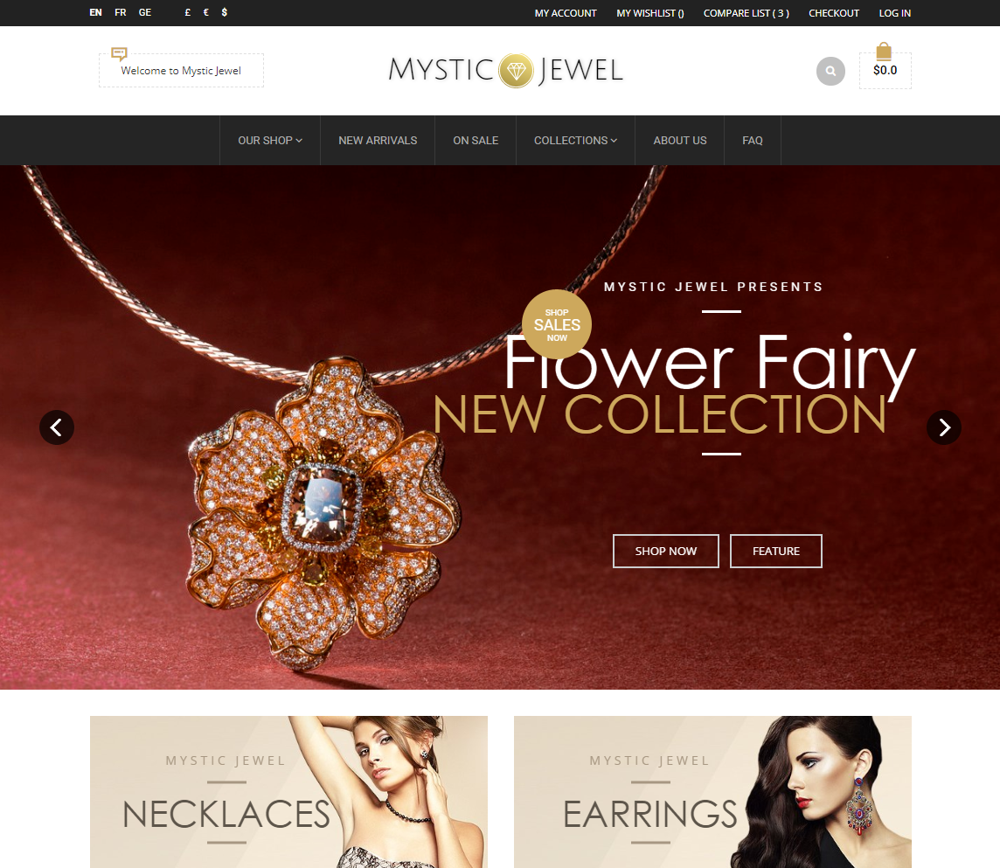 EN FR GE £ € $ MY ACCOUNT MY WISHLIST () COMPARE LIST ( 3 ) CHECKOUT LOG IN
Welcome to Mystic Jewel
MYSTIC JEWEL
$0.0
OUR SHOP NEW ARRIVALS ON SALE COLLECTIONS ABOUT US FAQ
MYSTIC JEWEL PRESENTS
SHOP
SALES
NOW
Flower Fairy
NEW COLLECTION
SHOP NOW FEATURE
MYSTIC JEWEL
NECKLACES
MYSTIC JEWEL
EARRINGS